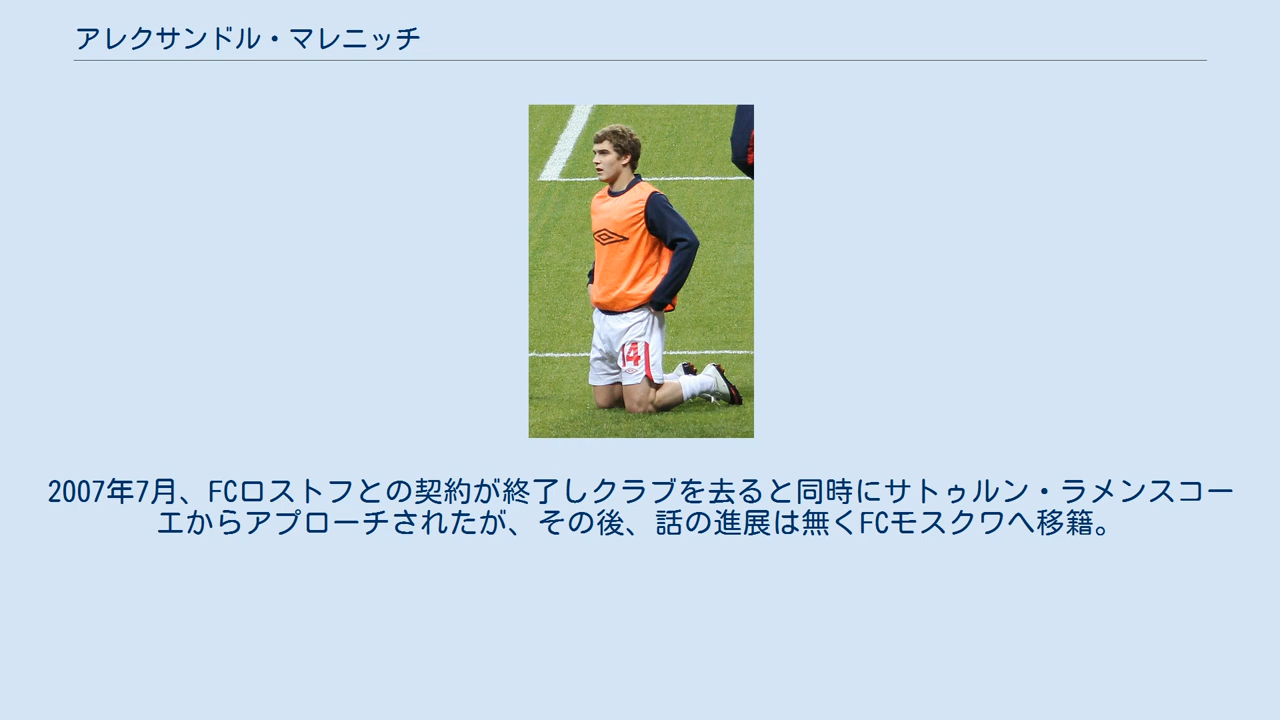 アレクサンドル・マレニッチ
14
2007年7月、FCロストフとの契約が終了しクラブを去ると同時にサトゥルン・ラメンスコー
エからアプローチされたが、その後、話の進展は無くFCモスクワへ移籍。